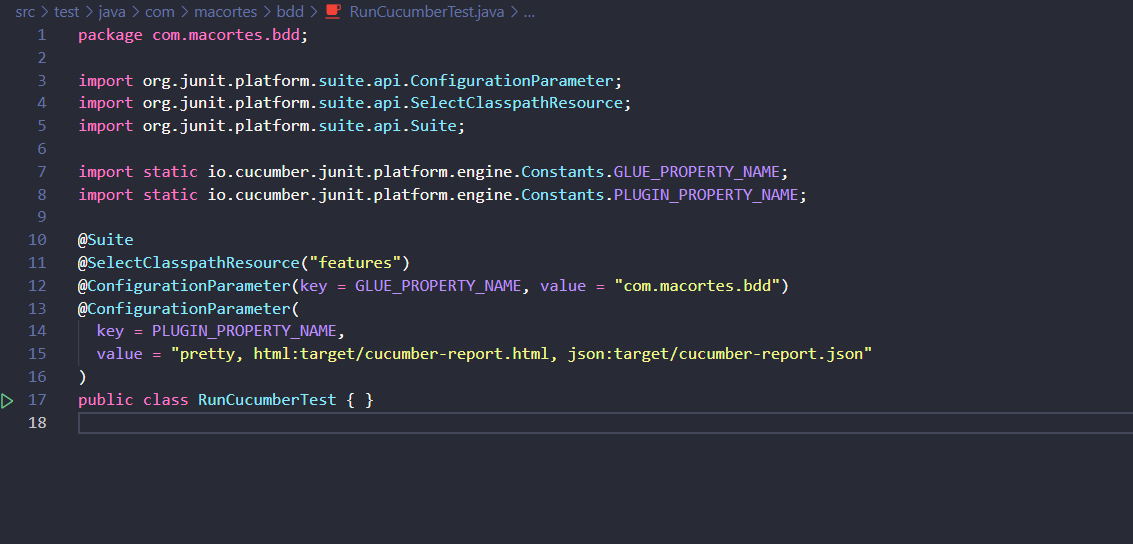 src > test > java > com > macortes > bdd > RunCucumberTest.java > ...
1 package com.macortes.bdd;
2
3 import org.junit.platform.suite.api.ConfigurationParameter;
4 import org.junit.platform.suite.api.SelectClasspathResource;
5 import org.junit.platform.suite.api.Suite;
6
7 import static io.cucumber.junit.platform.engine.Constants.GLUE_PROPERTY_NAME;
8 import static io.cucumber.junit.platform.engine.Constants.PLUGIN_PROPERTY_NAME;
9
10 @Suite
11 @SelectClasspathResource("features")
12 @ConfigurationParameter(key = GLUE_PROPERTY_NAME, value = "com.macortes.bdd")
13 @ConfigurationParameter(
14   key = PLUGIN_PROPERTY_NAME,
15   value = "pretty, html:target/cucumber-report.html, json:target/cucumber-report.json"
16 )
17 public class RunCucumberTest { }
18